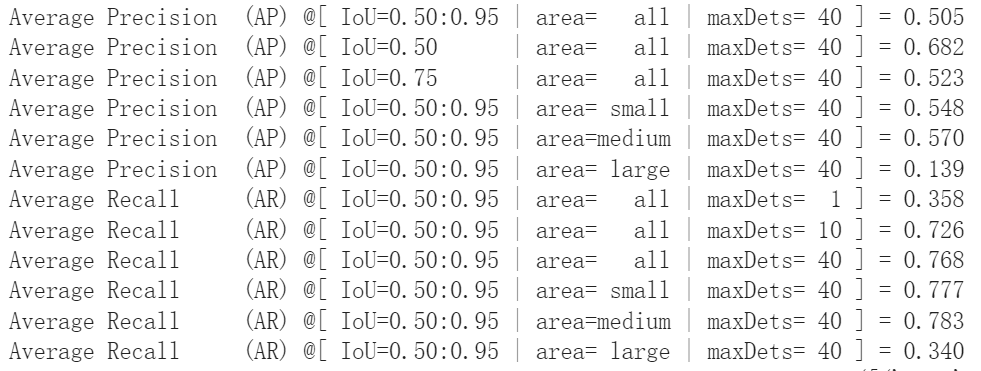 Average Precision  (AP) @[ IoU=0.50:0.95 | area=   all | maxDets= 40 ] = 0.505
Average Precision  (AP) @[ IoU=0.50      | area=   all | maxDets= 40 ] = 0.682
Average Precision  (AP) @[ IoU=0.75      | area=   all | maxDets= 40 ] = 0.523
Average Precision  (AP) @[ IoU=0.50:0.95 | area= small | maxDets= 40 ] = 0.548
Average Precision  (AP) @[ IoU=0.50:0.95 | area=medium | maxDets= 40 ] = 0.570
Average Precision  (AP) @[ IoU=0.50:0.95 | area= large | maxDets= 40 ] = 0.139
Average Recall     (AR) @[ IoU=0.50:0.95 | area=   all | maxDets=  1 ] = 0.358
Average Recall     (AR) @[ IoU=0.50:0.95 | area=   all | maxDets= 10 ] = 0.726
Average Recall     (AR) @[ IoU=0.50:0.95 | area=   all | maxDets= 40 ] = 0.768
Average Recall     (AR) @[ IoU=0.50:0.95 | area= small | maxDets= 40 ] = 0.777
Average Recall     (AR) @[ IoU=0.50:0.95 | area=medium | maxDets= 40 ] = 0.783
Average Recall     (AR) @[ IoU=0.50:0.95 | area= large | maxDets= 40 ] = 0.340